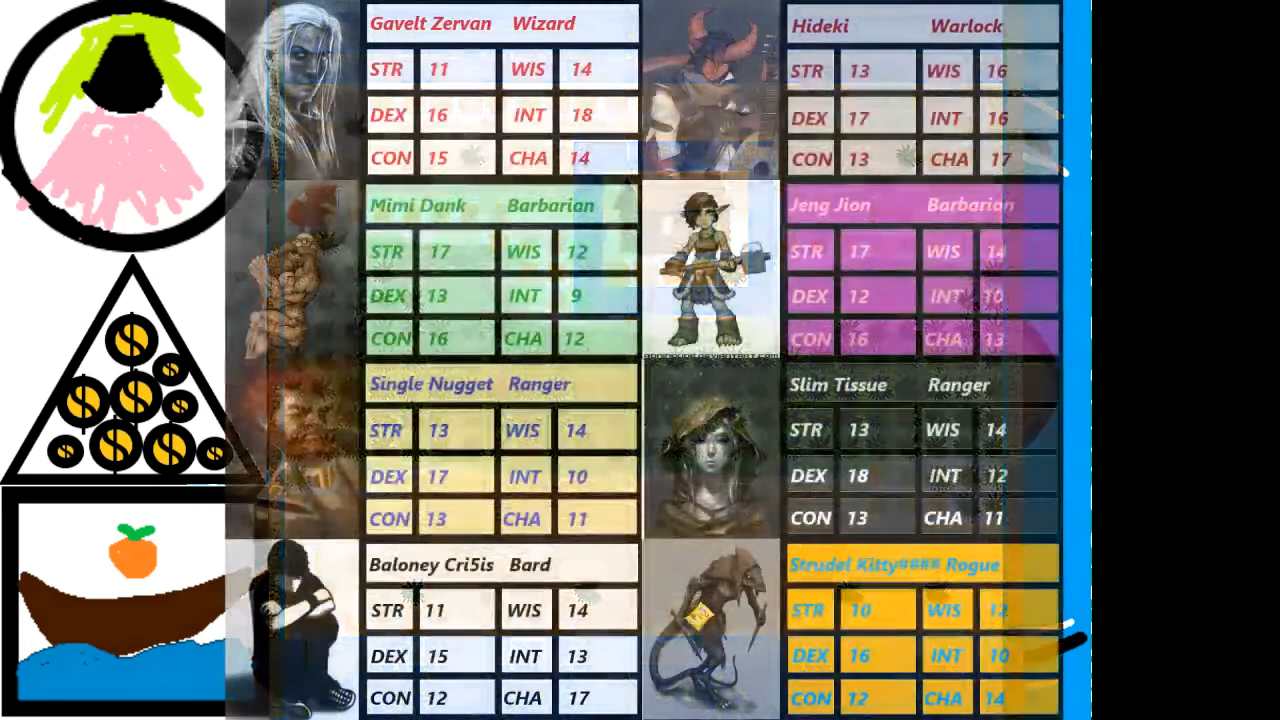 Gavelt Zervan Wizard
STR 11 WIS 14
DEX 16 INT 18
CON 15 CHA 14
Hideki Warlock
STR 13 WIS 16
DEX 17 INT 16
CON 13 CHA 17
Mimi Dank Barbarian
STR 17 WIS 12
DEX 13 INT 9
CON 16 CHA 12
Jeng Jion Barbarian
STR 17 WIS 14
DEX 12 INT 10
CON 16 CHA 13
Single Nugget Ranger
STR 13 WIS 14
DEX 17 INT 10
CON 13 CHA 11
Slim Tissue Ranger
STR 13 WIS 14
DEX 18 INT 12
CON 13 CHA 11
Baloney Cri5is Bard
STR 11 WIS 14
DEX 15 INT 13
CON 12 CHA 17
Strudel Kitty#### Rogue
STR 10 WIS 12
DEX 16 INT 10
CON 12 CHA 14
$ $ $ $ $ $ $ $ $